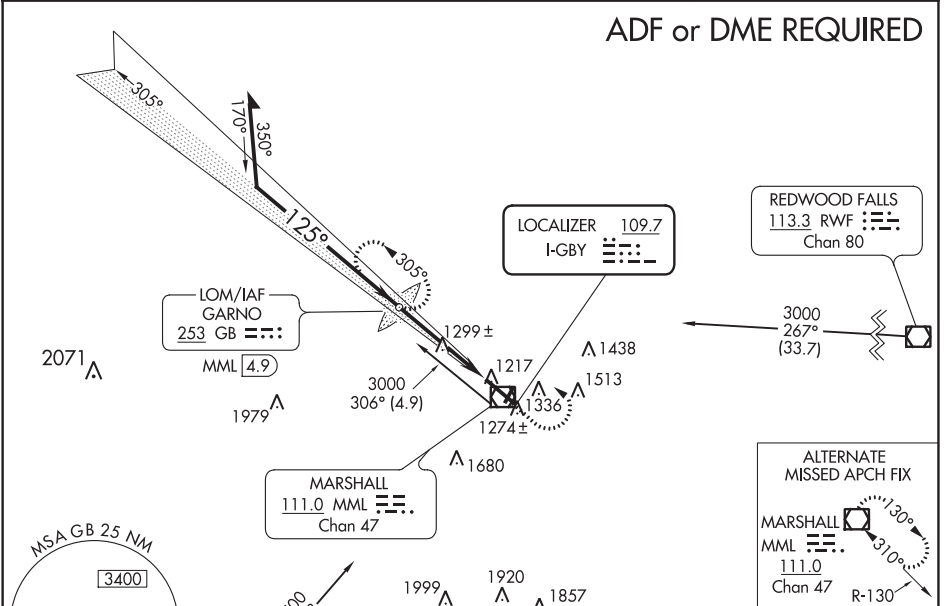 ADF or DME REQUIRED
305°
170°
350°
125°
305°
LOCALIZER 109.7
I-GBY
REDWOOD FALLS
113.3 RWF
Chan 80
LOM/IAF
GARNO
253 GB
MML 4.9
3000
267°
(33.7)
1299 ±
2071
1438
1217
3000
306° (4.9)
1513
1336
1979
1274 ±
1680
MARSHALL
111.0 MML
Chan 47
ALTERNATE
MISSED APCH FIX
MARSHALL
MML
111.0
Chan 47
130°
310°
R-130
MSA GB 25 NM
3400
1999
1920
1857